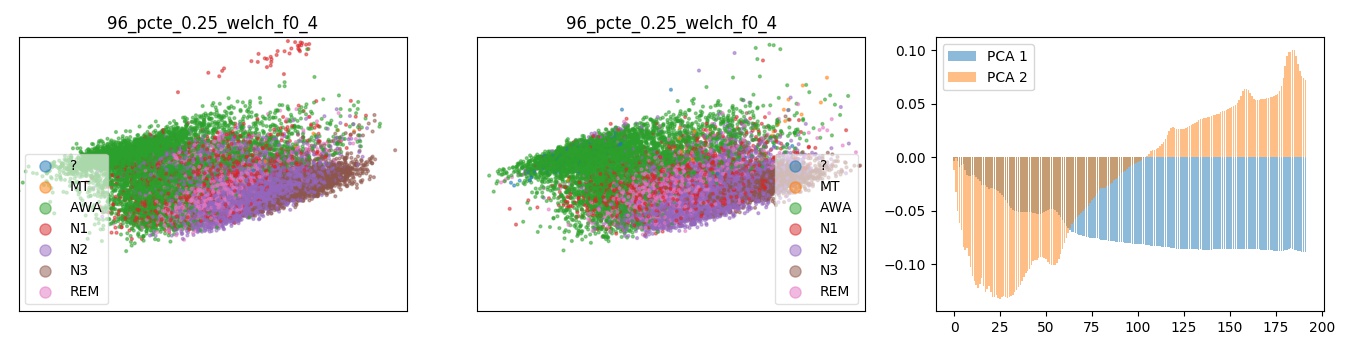 96_pcte_0.25_welch_f0_4
?
MT
AWA
N1
N2
N3
REM
96_pcte_0.25_welch_f0_4
?
MT
AWA
N1
N2
N3
REM
PCA 1
PCA 2
0.10
0.05
0.00
−0.05
−0.10
0 25 50 75 100 125 150 175 200